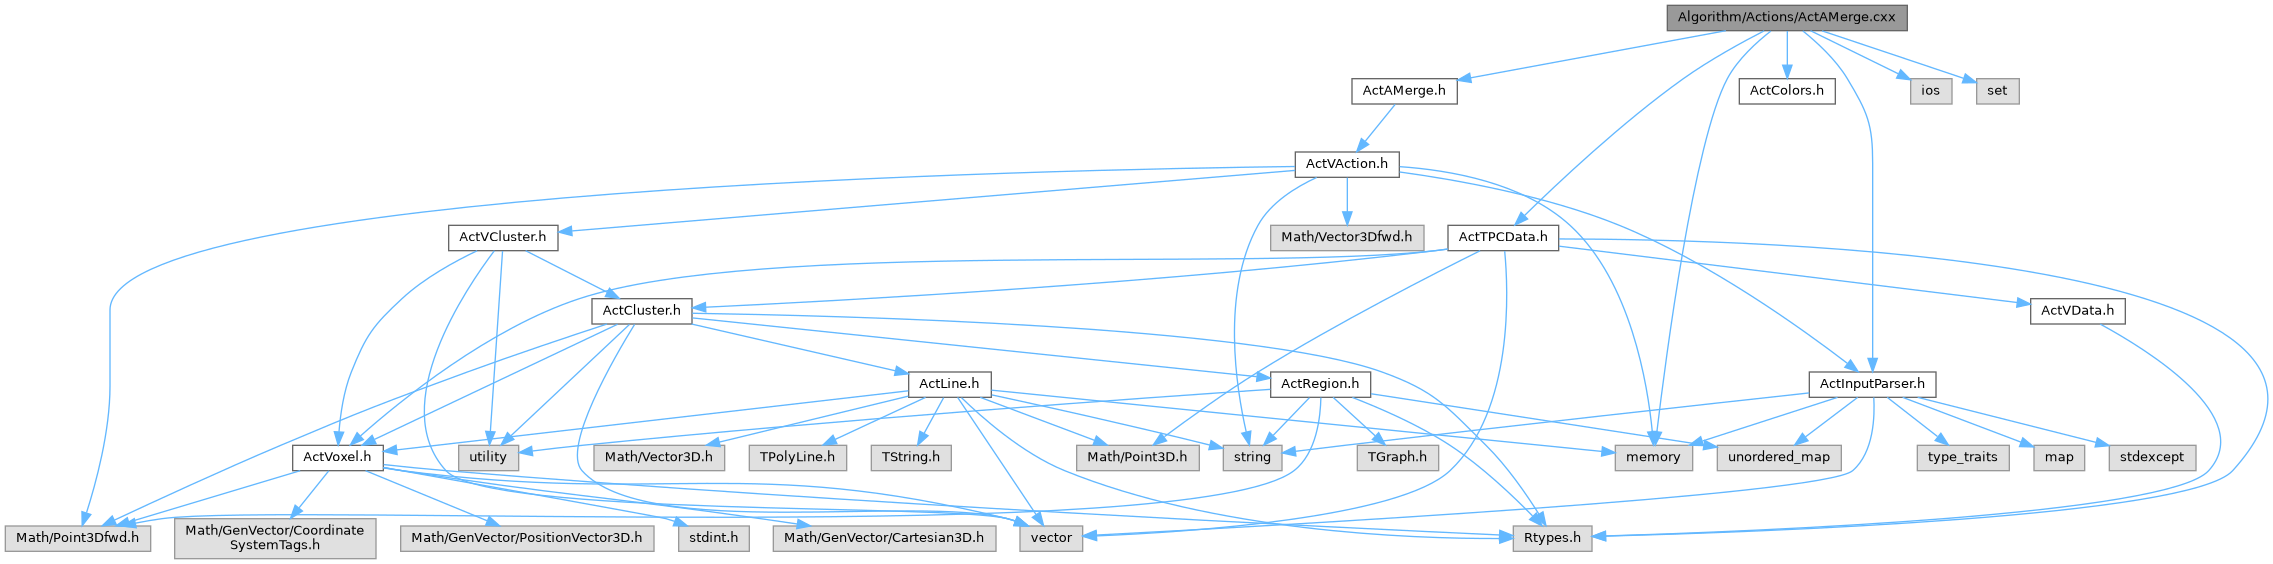 Algorithm/Actions/ActAMerge.cxx
ActAMerge.h
ActColors.h
ios
set
ActVAction.h
ActVCluster.h
Math/Vector3Dfwd.h
ActTPCData.h
ActCluster.h
ActVData.h
ActLine.h
ActRegion.h
ActInputParser.h
ActVoxel.h
utility
Math/Vector3D.h
TPolyLine.h
TString.h
Math/Point3D.h
string
TGraph.h
memory
unordered_map
type_traits
map
stdexcept
Math/Point3Dfwd.h
Math/GenVector/Coordinate
SystemTags.h
Math/GenVector/PositionVector3D.h
stdint.h
Math/GenVector/Cartesian3D.h
vector
Rtypes.h